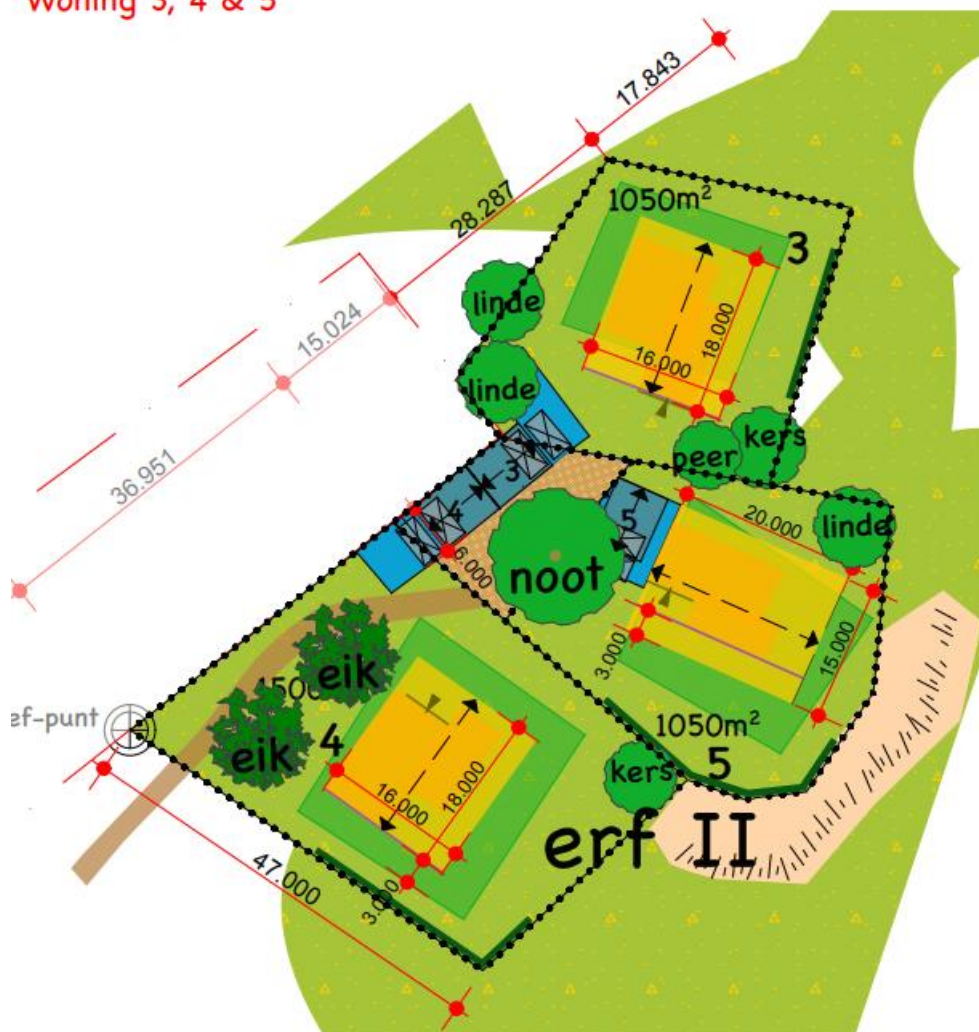 Woning 3, 4 & 5
17.843
28.287
1050m²
3
linde
15.024
18.000
16.000
linde
kers
peer
36.951
3
4
5
20.000
linde
6.000
noot
3.000
15.000
eik
ef-punt
4
eik
1050m²
5
kers
18.000
16.000
erf II
47.000
3.000